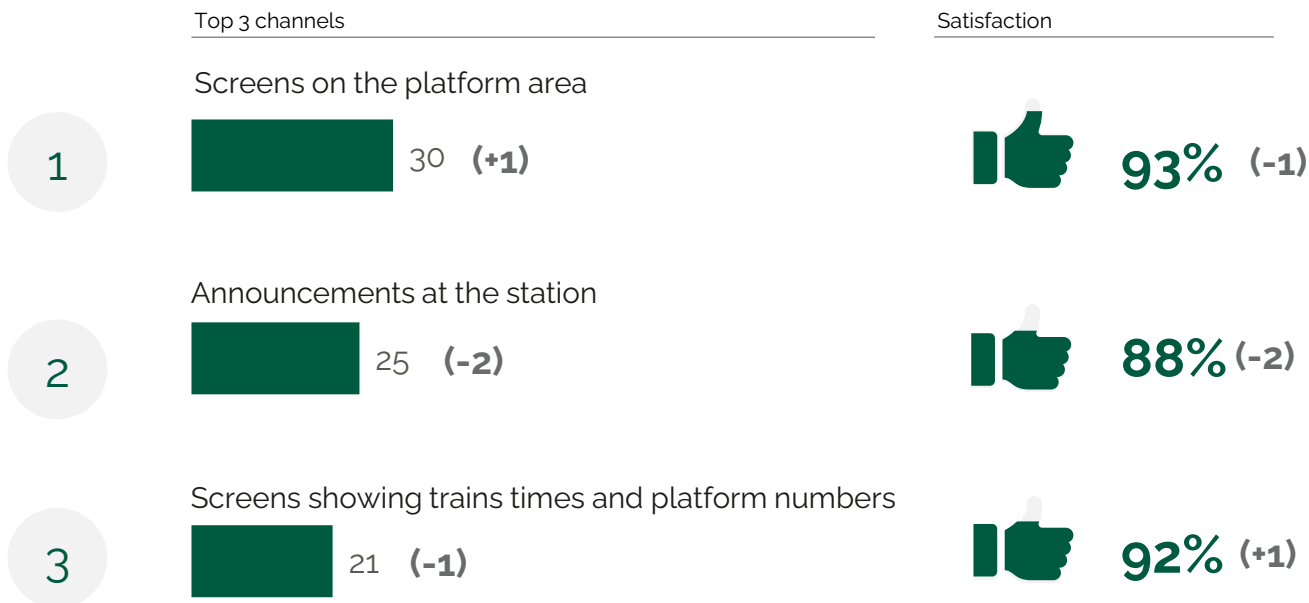 Top 3 channels
Satisfaction
Screens on the platform area
1
30 (+1)
93% (-1)
Announcements at the station
2
25 (-2)
88% (-2)
Screens showing trains times and platform numbers
3
21 (-1)
92% (+1)